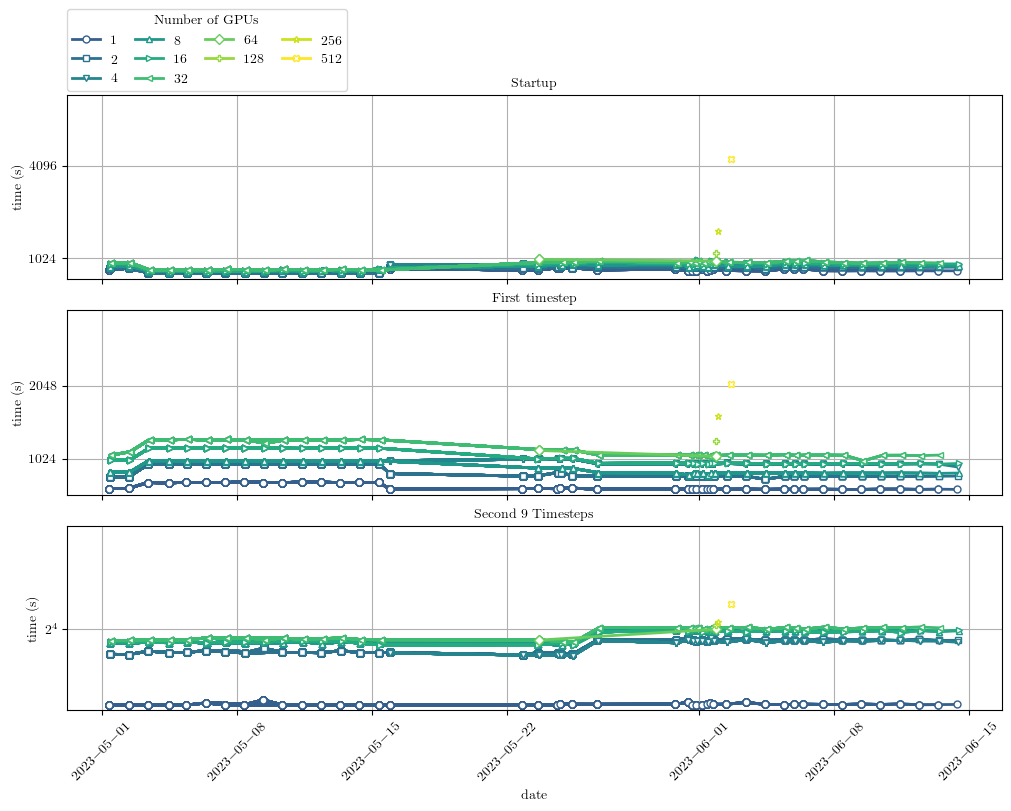 Number of GPUs
1 8 64 256
2 16 128 512
4 32
Startup
4096
1024
time (s)
First timestep
2048
1024
time (s)
Second 9 Timesteps
2^4
time (s)
2023−05−01 2023−05−08 2023−05−15 2023−05−22 2023−06−01 2023−06−08 2023−06−15
date